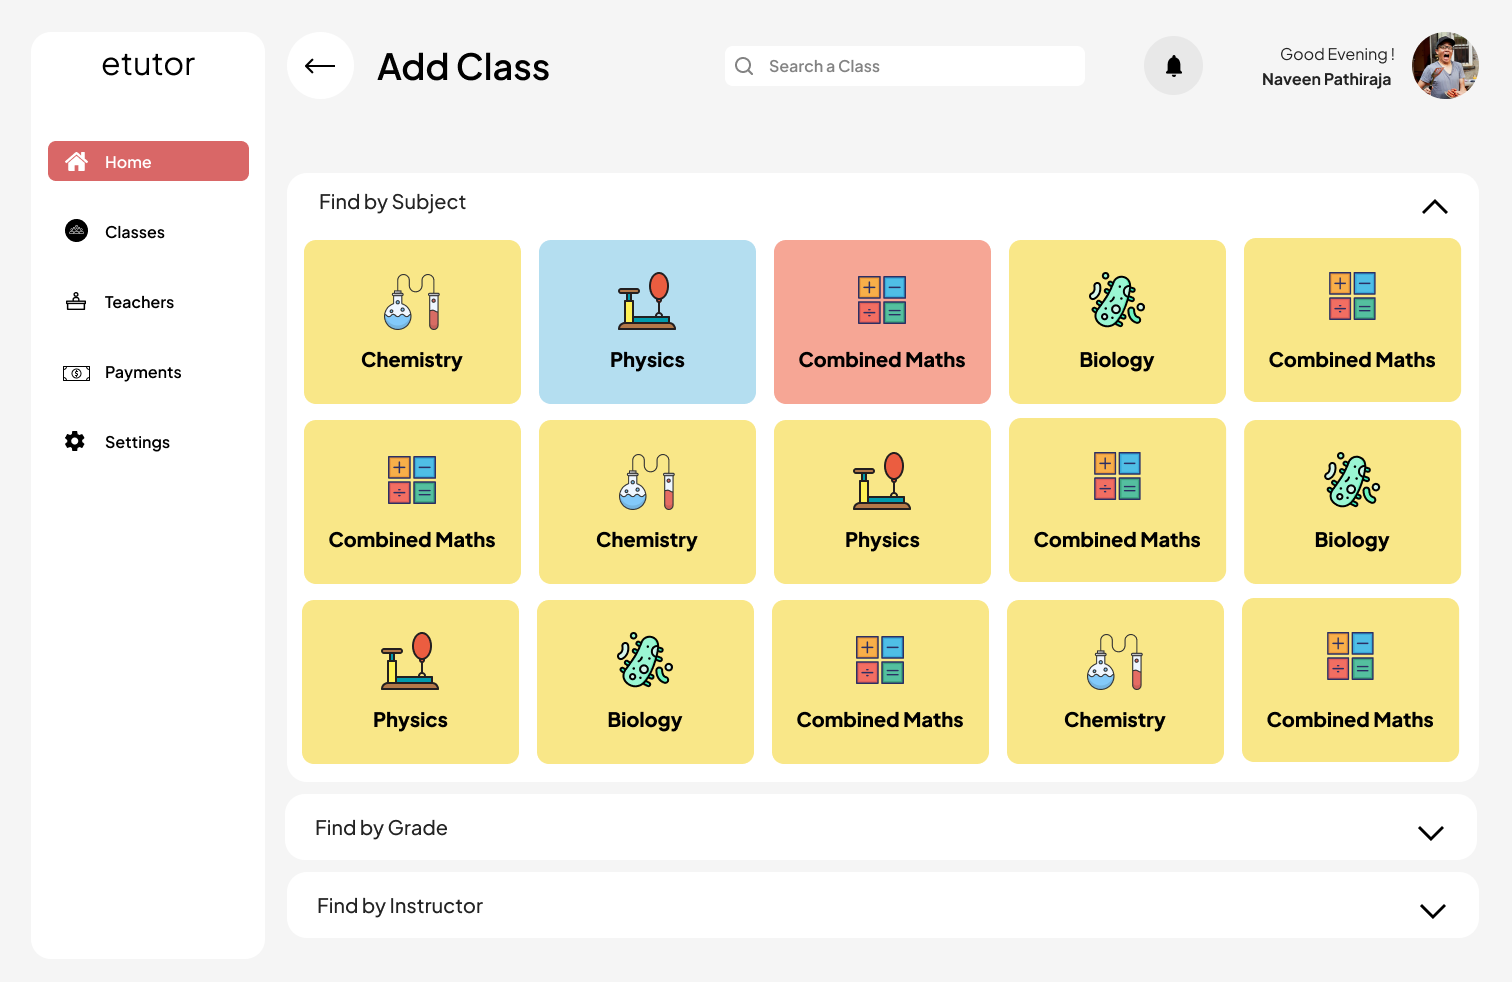 etutor
Home
Classes
Teachers
Payments
Settings
Add Class
Search a Class
Good Evening !
Naveen Pathiraja
Find by Subject
Chemistry
Physics
Combined Maths
Biology
Combined Maths
Combined Maths
Chemistry
Physics
Combined Maths
Biology
Physics
Biology
Combined Maths
Chemistry
Combined Maths
Find by Grade
Find by Instructor